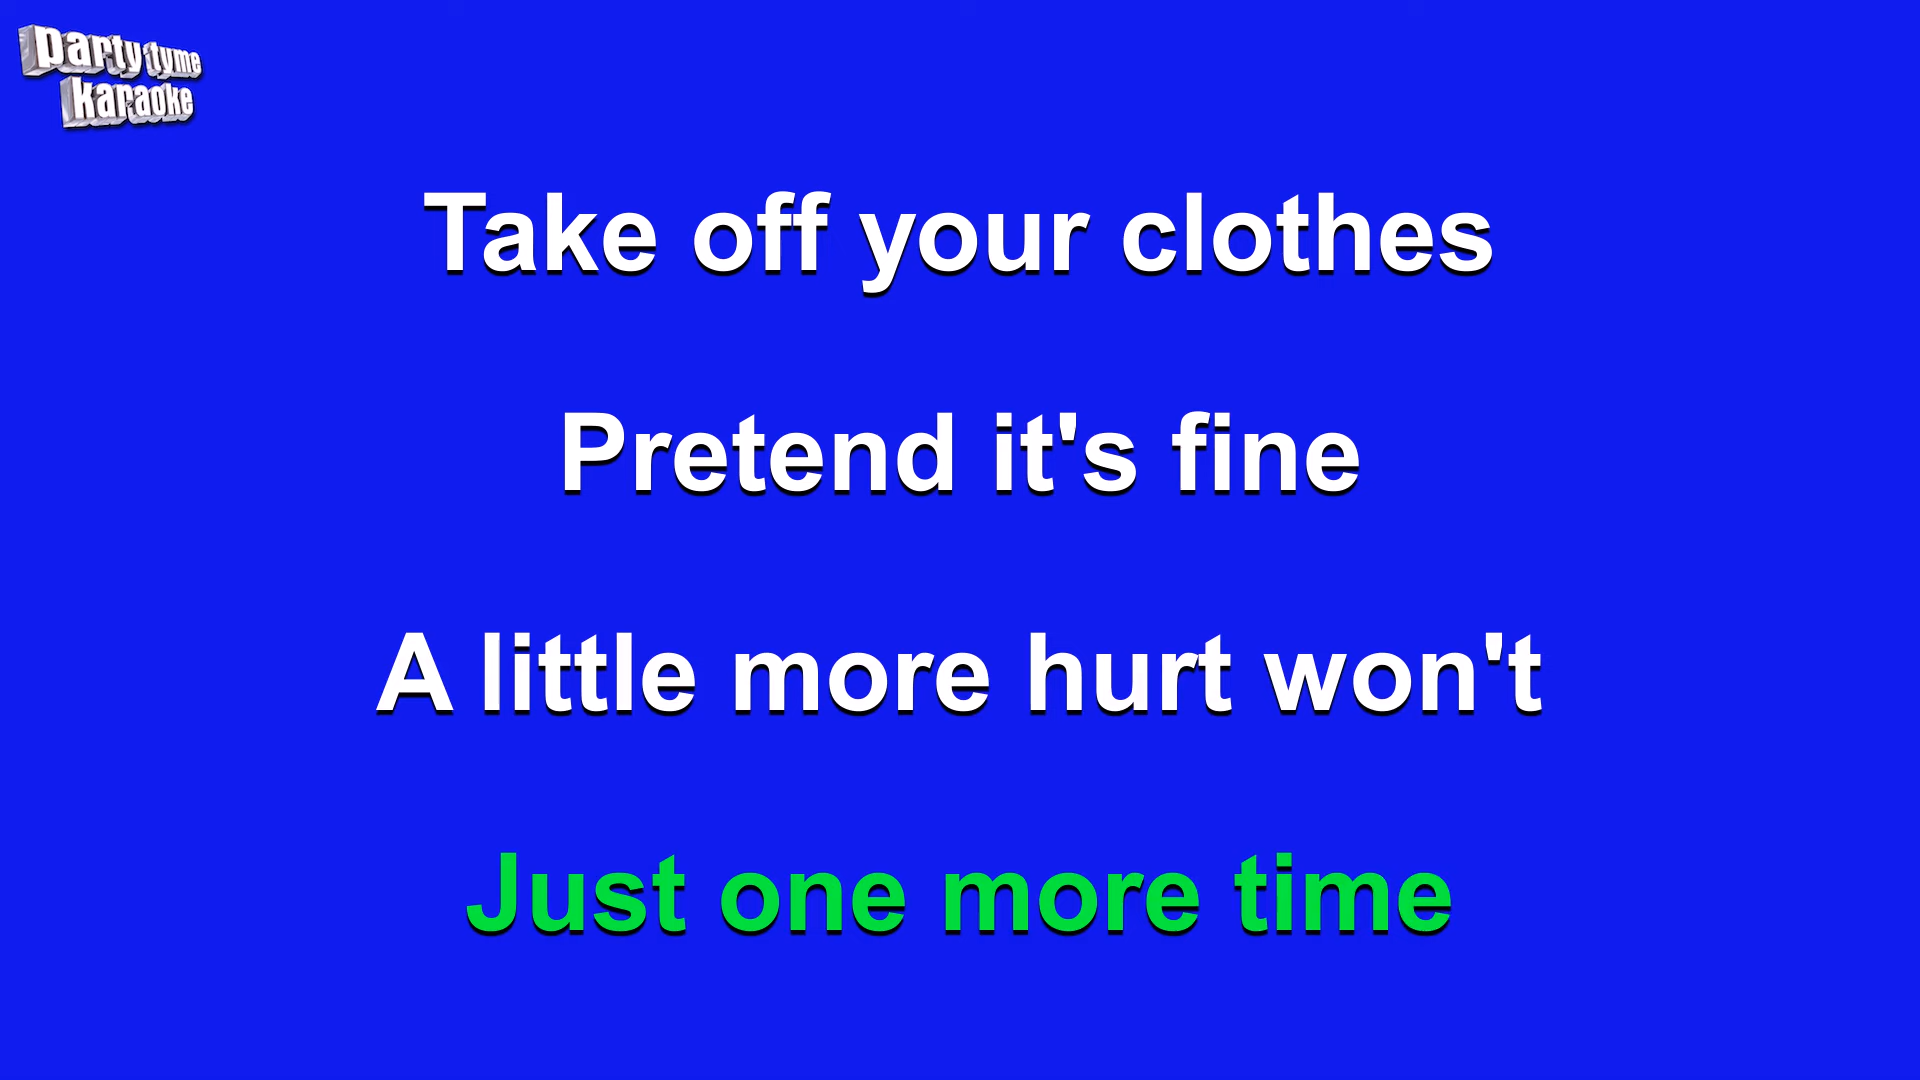 party tyme
karaoke
Take off your clothes
Pretend it's fine
A little more hurt won't
Just one more time